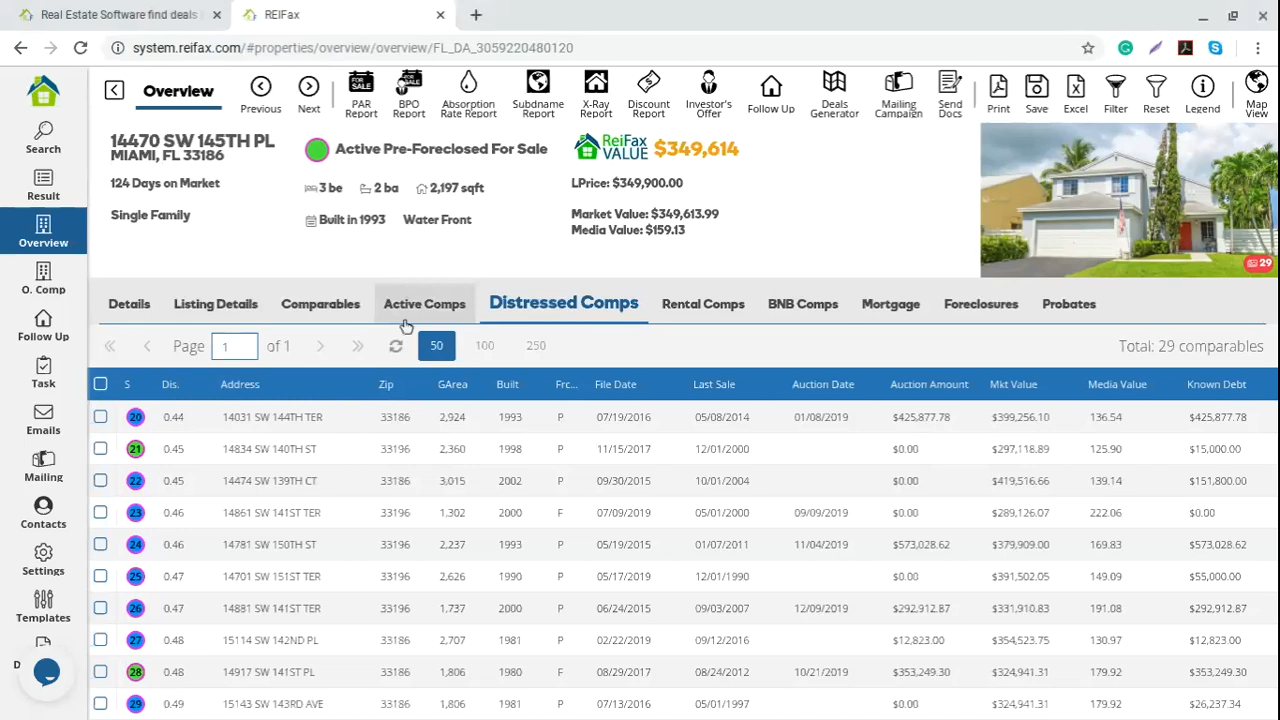 Real Estate Software find deals
REIFax
system.reifax.com/#properties/overview/overview/FL_DA_3059220480120
Search
Result
Overview
O. Comp
Follow Up
Task
Emails
Mailing
Contacts
Settings
Templates
D
Overview
Previous
Next
PAR Report
BPO Report
Absorption Rate Report
Subdname Report
X-Ray Report
Discount Report
Investor's Offer
Follow Up
Deals Generator
Mailing Campaign
Send Docs
Print
Save
Excel
Filter
Reset
Legend
Map View
14470 SW 145TH PL
MIAMI, FL 33186
124 Days on Market
Single Family
Active Pre-Foreclosed For Sale
3 be 2 ba 2,197 sqft
Built in 1993 Water Front
ReiFax VALUE $349,614
LPrice: $349,900.00
Market Value: $349,613.99
Media Value: $159.13
29
Details Listing Details Comparables Active Comps Distressed Comps Rental Comps BNB Comps Mortgage Foreclosures Probates
Page 1 of 1 50 100 250 Total: 29 comparables
S Dis. Address Zip GArea Built Frc... File Date Last Sale Auction Date Auction Amount Mkt Value Media Value Known Debt
20 0.44 14031 SW 144TH TER 33186 2,924 1993 P 07/19/2016 05/08/2014 01/08/2019 $425,877.78 $399,256.10 136.54 $425,877.78
21 0.45 14834 SW 140TH ST 33196 2,360 1998 P 11/15/2017 12/01/2000 $0.00 $297,118.89 125.90 $15,000.00
22 0.45 14474 SW 139TH CT 33186 3,015 2002 P 09/30/2015 10/01/2004 $0.00 $419,516.66 139.14 $151,800.00
23 0.46 14861 SW 141ST TER 33196 1,302 2000 F 07/09/2019 05/01/2000 09/09/2019 $0.00 $289,126.07 222.06 $0.00
24 0.46 14781 SW 150TH ST 33196 2,237 1993 P 05/19/2015 01/07/2011 11/04/2019 $573,028.62 $379,909.00 169.83 $573,028.62
25 0.47 14701 SW 151ST TER 33196 2,626 1990 P 05/17/2019 12/01/1990 $0.00 $391,502.05 149.09 $55,000.00
26 0.47 14881 SW 141ST TER 33196 1,737 2000 P 06/24/2015 09/03/2007 12/09/2019 $292,912.87 $331,910.83 191.08 $292,912.87
27 0.48 15114 SW 142ND PL 33186 2,707 1981 P 02/22/2019 09/12/2016 $12,823.00 $354,523.75 130.97 $12,823.00
28 0.48 14917 SW 141ST PL 33186 1,806 1980 F 08/29/2017 08/24/2012 10/21/2019 $353,249.30 $324,941.31 179.92 $353,249.30
29 0.49 15143 SW 143RD AVE 33186 1,806 1981 P 07/13/2016 05/01/1997 $0.00 $324,941.31 179.92 $26,237.34